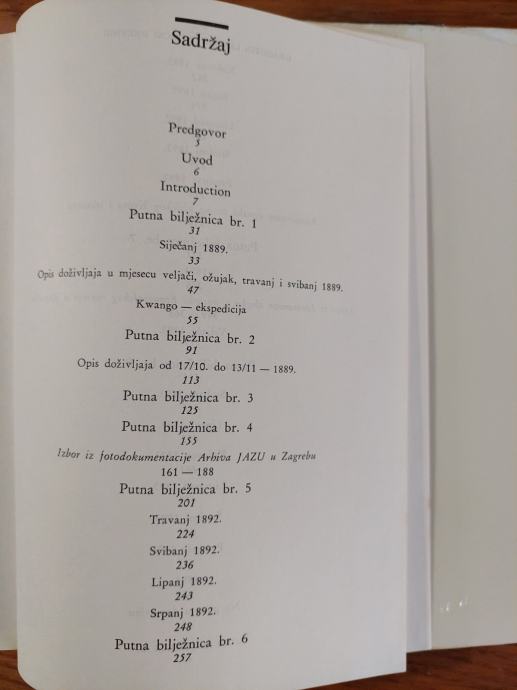 Sadržaj
Predgovor
5
Uvod
6
Introduction
7
Putna bilježnica br. 1
31
Siječanj 1889.
33
Opis doživljaja u mjesecu veljači, ožujak, travanj i svibanj 1889.
47
Kwango — ekspedicija
55
Putna bilježnica br. 2
91
Opis doživljaja od 17/10. do 13/11 — 1889.
113
Putna bilježnica br. 3
125
Putna bilježnica br. 4
155
Izbor iz fotodokumentacije Arhiva JAZU u Zagrebu
161 — 188
Putna bilježnica br. 5
201
Travanj 1892.
224
Svibanj 1892.
236
Lipanj 1892.
243
Srpanj 1892.
248
Putna bilježnica br. 6
257